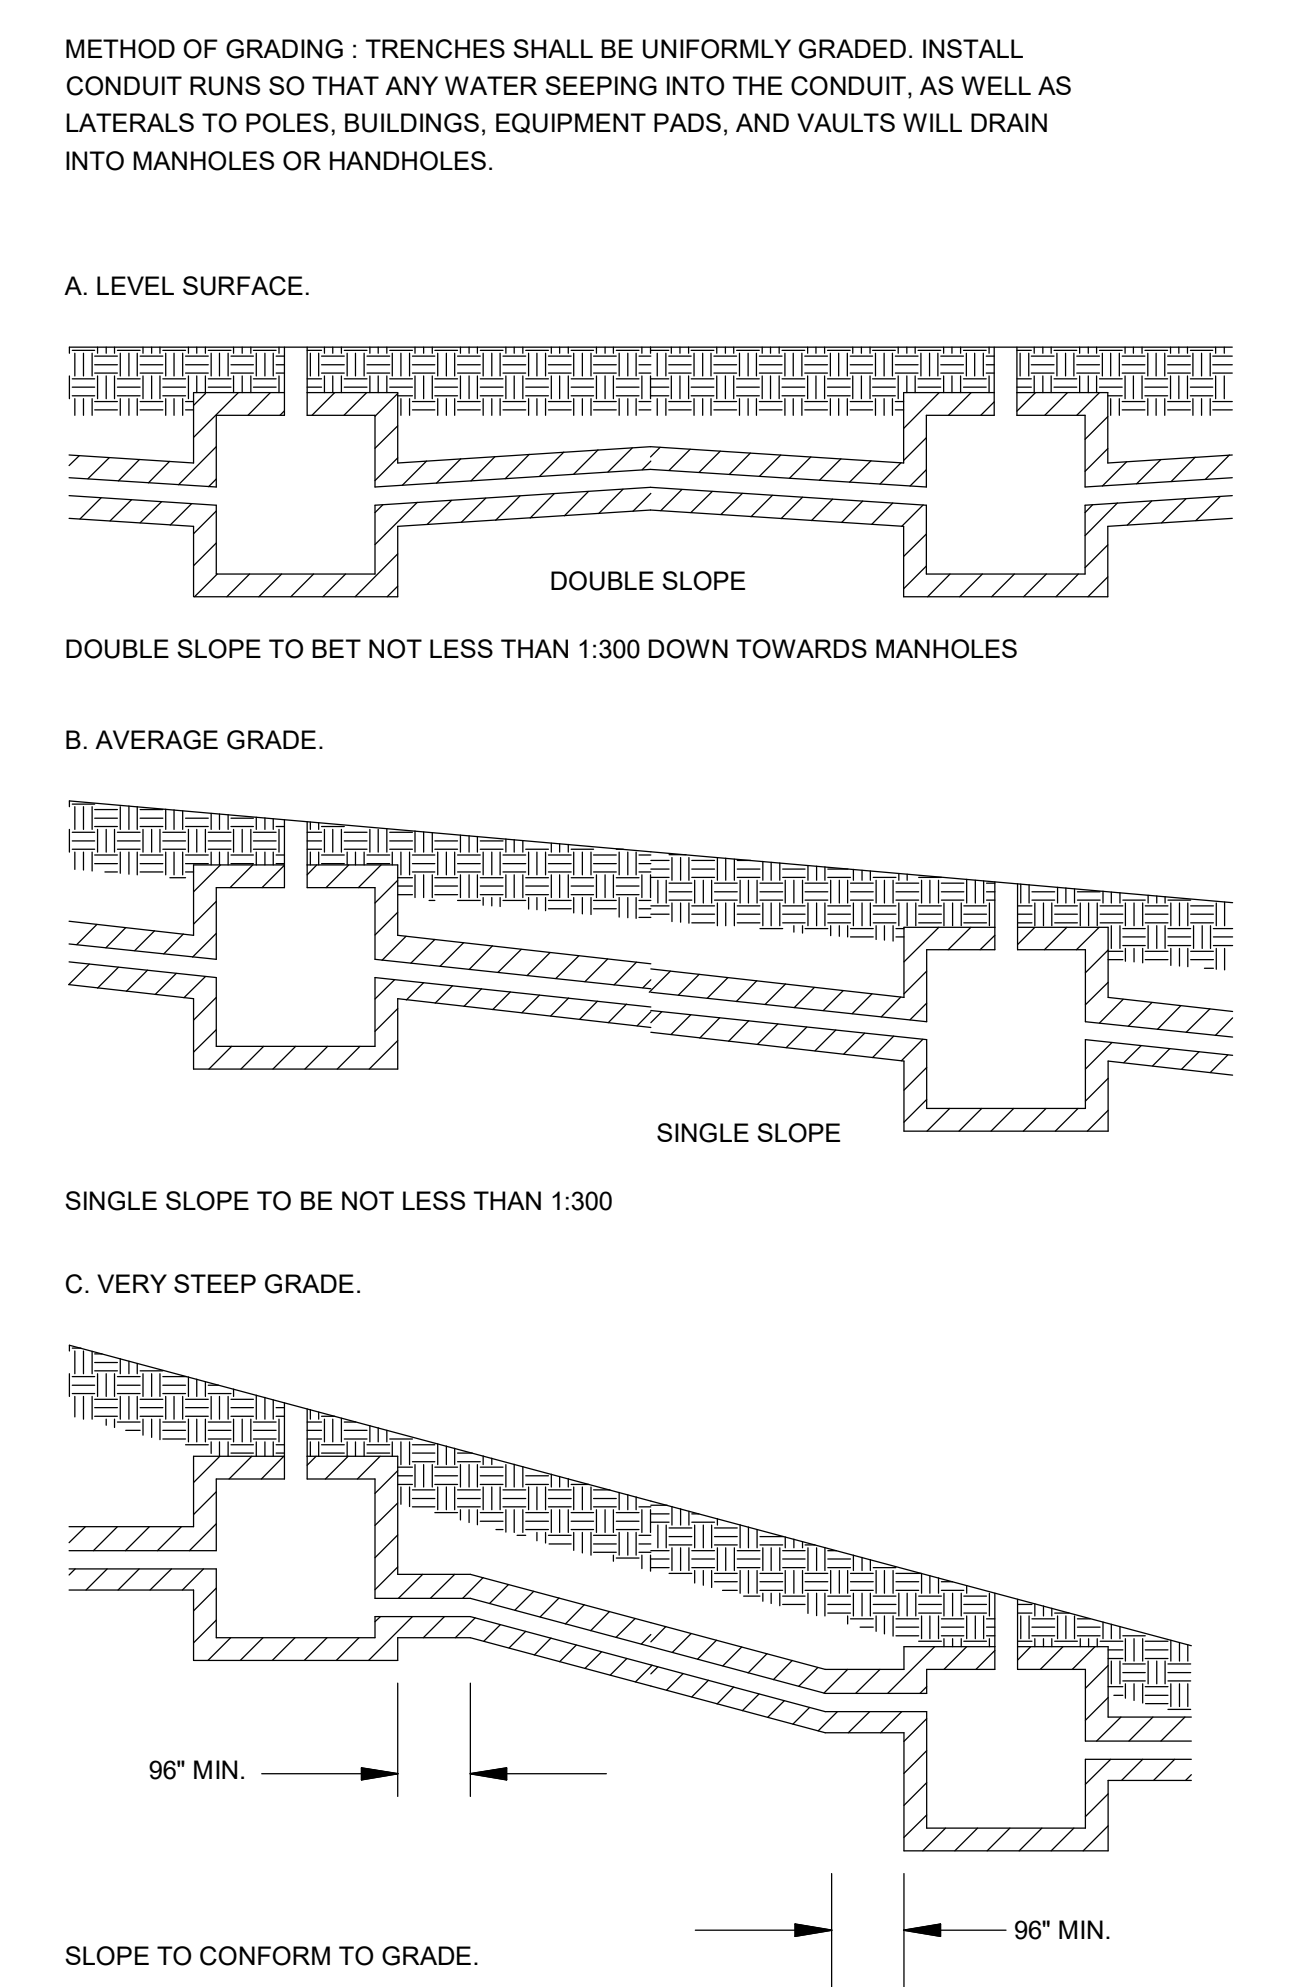 METHOD OF GRADING : TRENCHES SHALL BE UNIFORMLY GRADED. INSTALL
CONDUIT RUNS SO THAT ANY WATER SEEPING INTO THE CONDUIT, AS WELL AS
LATERALS TO POLES, BUILDINGS, EQUIPMENT PADS, AND VAULTS WILL DRAIN
INTO MANHOLES OR HANDHOLES.
A. LEVEL SURFACE.
DOUBLE SLOPE
DOUBLE SLOPE TO BET NOT LESS THAN 1:300 DOWN TOWARDS MANHOLES
B. AVERAGE GRADE.
SINGLE SLOPE
SINGLE SLOPE TO BE NOT LESS THAN 1:300
C. VERY STEEP GRADE.
96" MIN.
96" MIN.
SLOPE TO CONFORM TO GRADE.